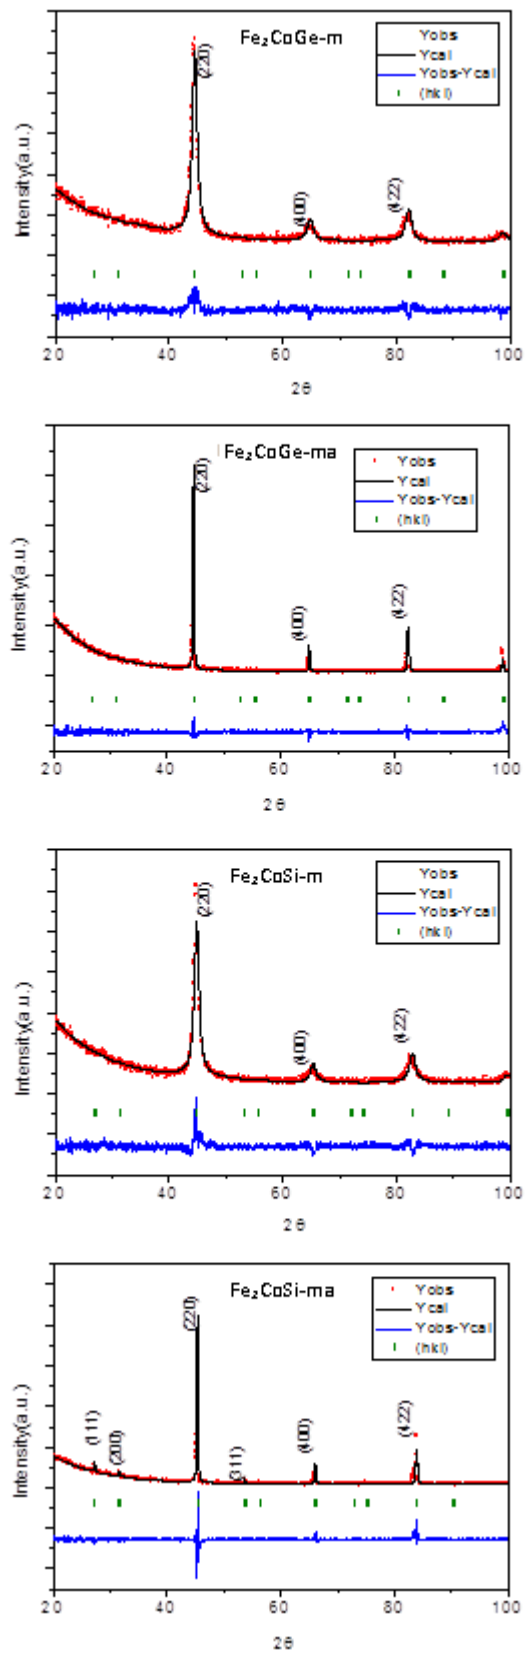 Fe₂CoGe-m
Yobs
Ycal
Yobs-Ycal
(hkl)
(220)
(400)
(422)
Intensity(a.u.)
20 40 60 80 100
2θ
Fe₂CoGe-ma
Yobs
Ycal
Yobs-Ycal
(hkl)
(220)
(400)
(422)
Intensity(a.u.)
20 40 60 80 100
2θ
Fe₂CoSi-m
Yobs
Ycal
Yobs-Ycal
(hkl)
(220)
(400)
(422)
Intensity(a.u.)
20 40 60 80 100
2θ
Fe₂CoSi-ma
Yobs
Ycal
Yobs-Ycal
(hkl)
(111)
(200)
(220)
(311)
(400)
(422)
Intensity(a.u.)
20 40 60 80 100
2θ